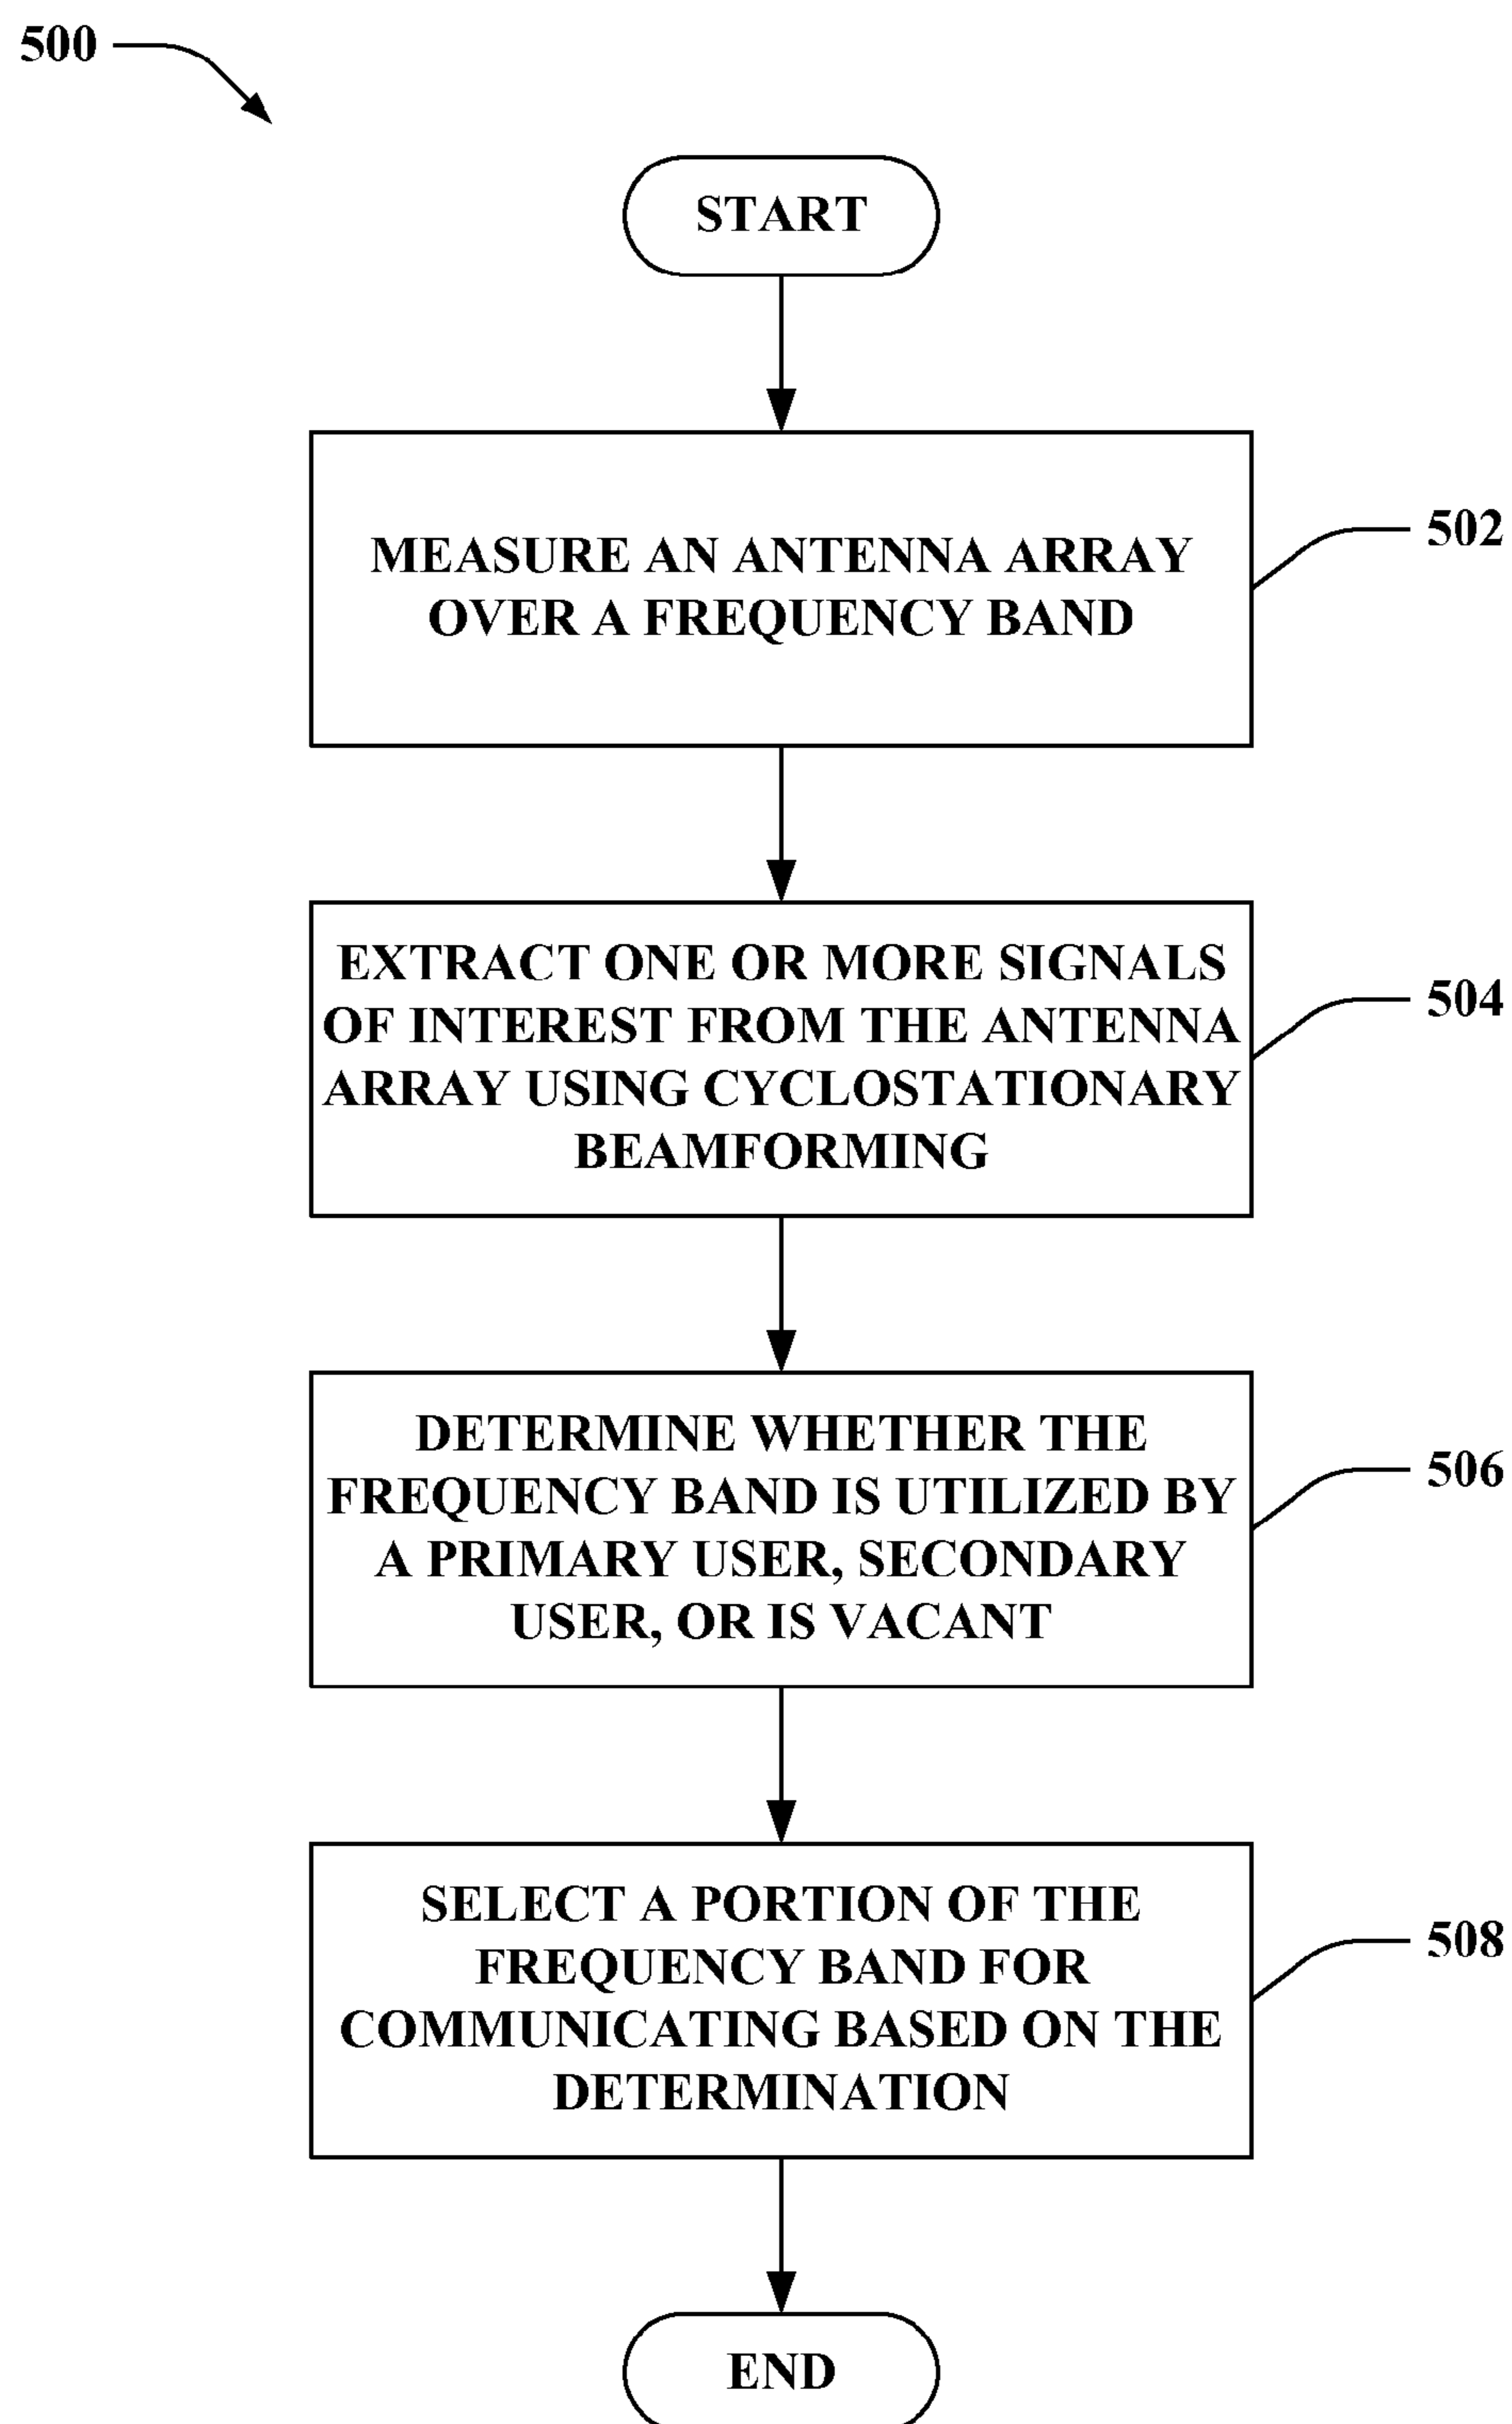 500
START
MEASURE AN ANTENNA ARRAY
OVER A FREQUENCY BAND
502
EXTRACT ONE OR MORE SIGNALS
OF INTEREST FROM THE ANTENNA
ARRAY USING CYCLOSTATIONARY
BEAMFORMING
504
DETERMINE WHETHER THE
FREQUENCY BAND IS UTILIZED BY
A PRIMARY USER, SECONDARY
USER, OR IS VACANT
506
SELECT A PORTION OF THE
FREQUENCY BAND FOR
COMMUNICATING BASED ON THE
DETERMINATION
508
END